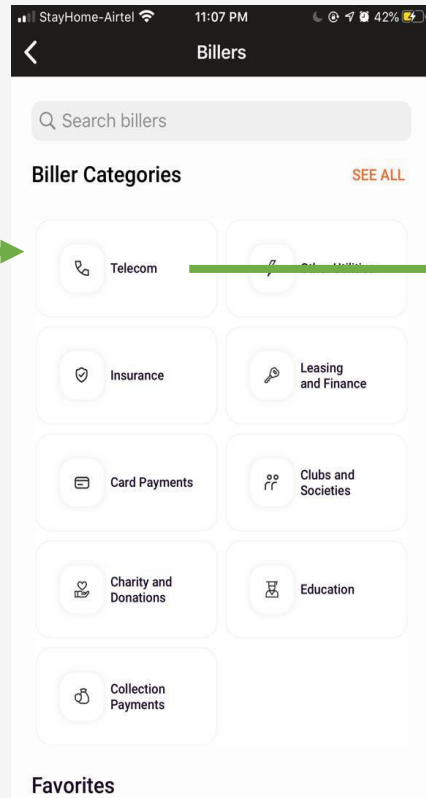 StayHome-Airtel 11:07 PM 42%
Billers
Search billers
Biller Categories SEE ALL
Telecom
Insurance
Leasing
and Finance
Card Payments
Clubs and
Societies
Charity and
Donations
Education
Collection
Payments
Favorites